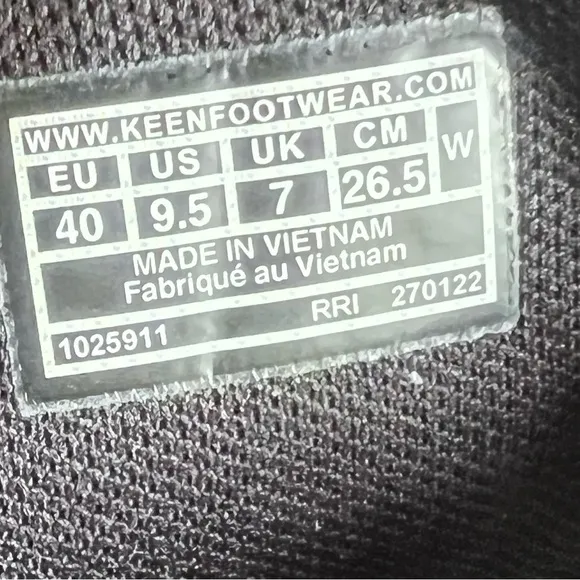 WWW.KEENFOOTWEAR.COM
EU US UK CM W
40 9.5 7 26.5
MADE IN VIETNAM
Fabriqué au Vietnam
1025911 RRI 270122